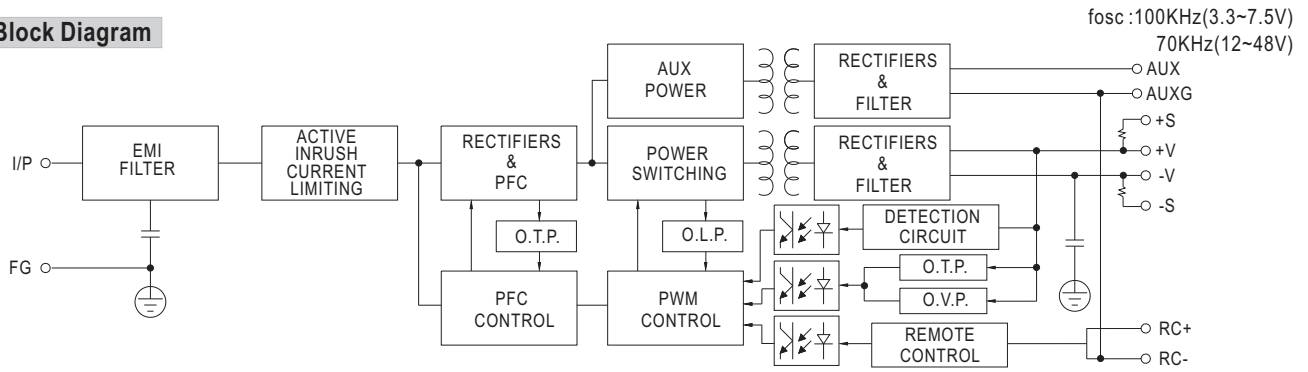 Block Diagram
fosc :100KHz(3.3~7.5V)
70KHz(12~48V)
I/P
EMI
FILTER
FG
ACTIVE
INRUSH
CURRENT
LIMITING
RECTIFIERS
&
PFC
O.T.P.
PFC
CONTROL
AUX
POWER
POWER
SWITCHING
O.L.P.
PWM
CONTROL
RECTIFIERS
&
FILTER
RECTIFIERS
&
FILTER
DETECTION
CIRCUIT
O.T.P.
O.V.P.
REMOTE
CONTROL
AUX
AUXG
+S
+V
-V
-S
RC+
RC-